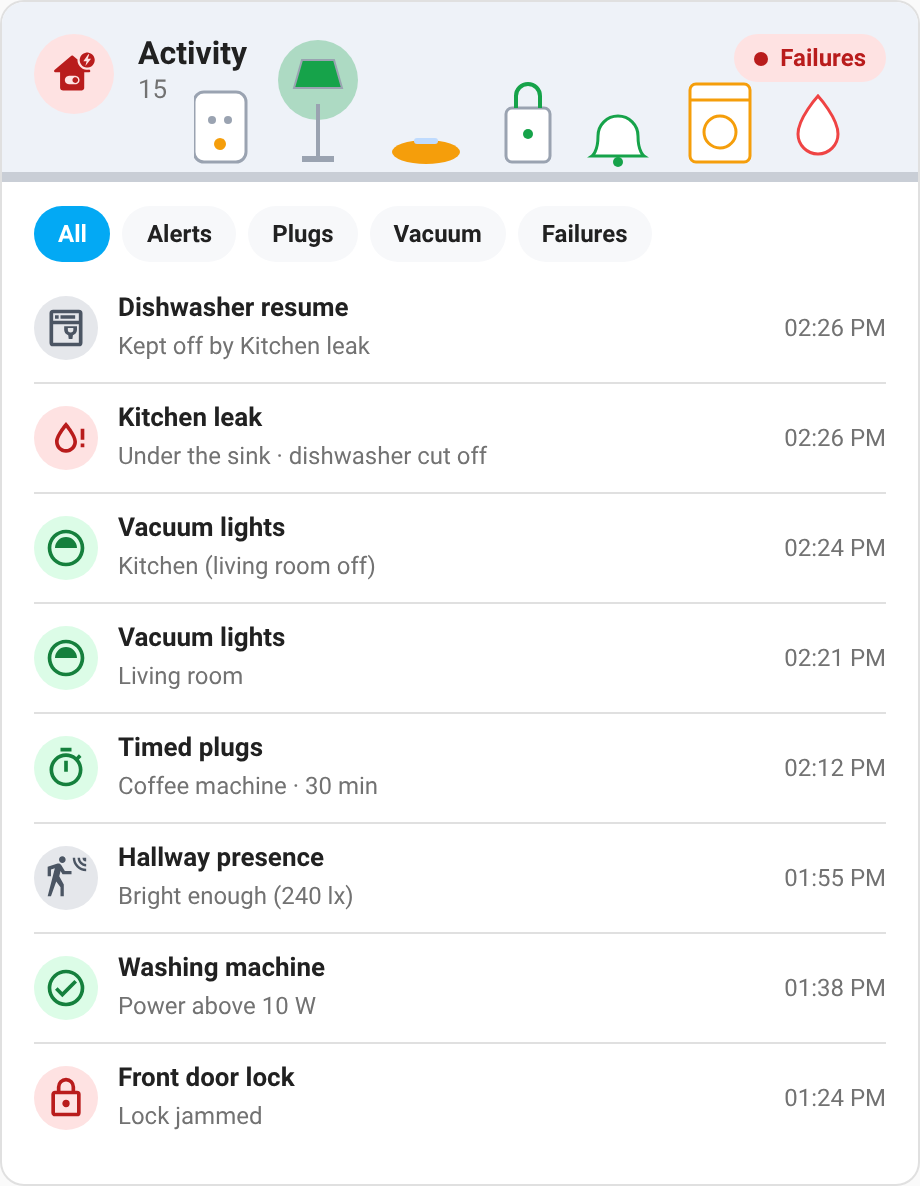 Activity
15
Failures
All
Alerts
Plugs
Vacuum
Failures
Dishwasher resume
Kept off by Kitchen leak
02:26 PM
Kitchen leak
Under the sink · dishwasher cut off
02:26 PM
Vacuum lights
Kitchen (living room off)
02:24 PM
Vacuum lights
Living room
02:21 PM
Timed plugs
Coffee machine · 30 min
02:12 PM
Hallway presence
Bright enough (240 lx)
01:55 PM
Washing machine
Power above 10 W
01:38 PM
Front door lock
Lock jammed
01:24 PM